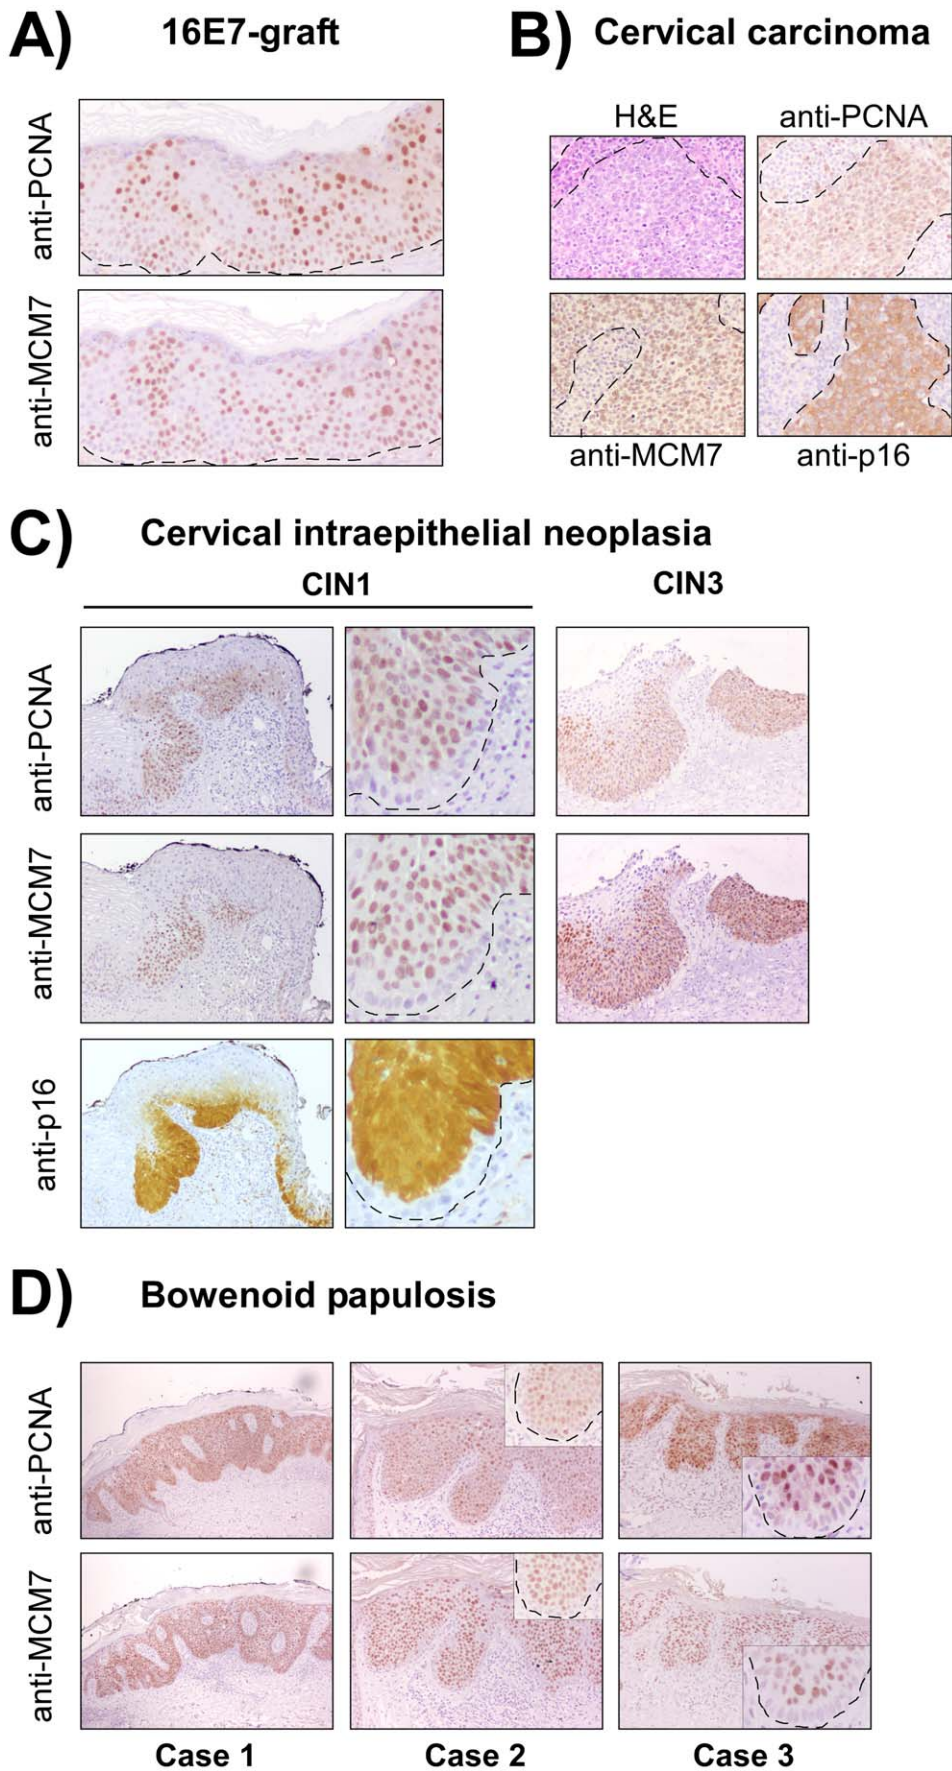 A) 16E7-graft
anti-PCNA
anti-MCM7
B) Cervical carcinoma
H&E
anti-PCNA
anti-MCM7
anti-p16
C) Cervical intraepithelial neoplasia
CIN1
CIN3
anti-PCNA
anti-MCM7
anti-p16
D) Bowenoid papulosis
anti-PCNA
anti-MCM7
Case 1
Case 2
Case 3